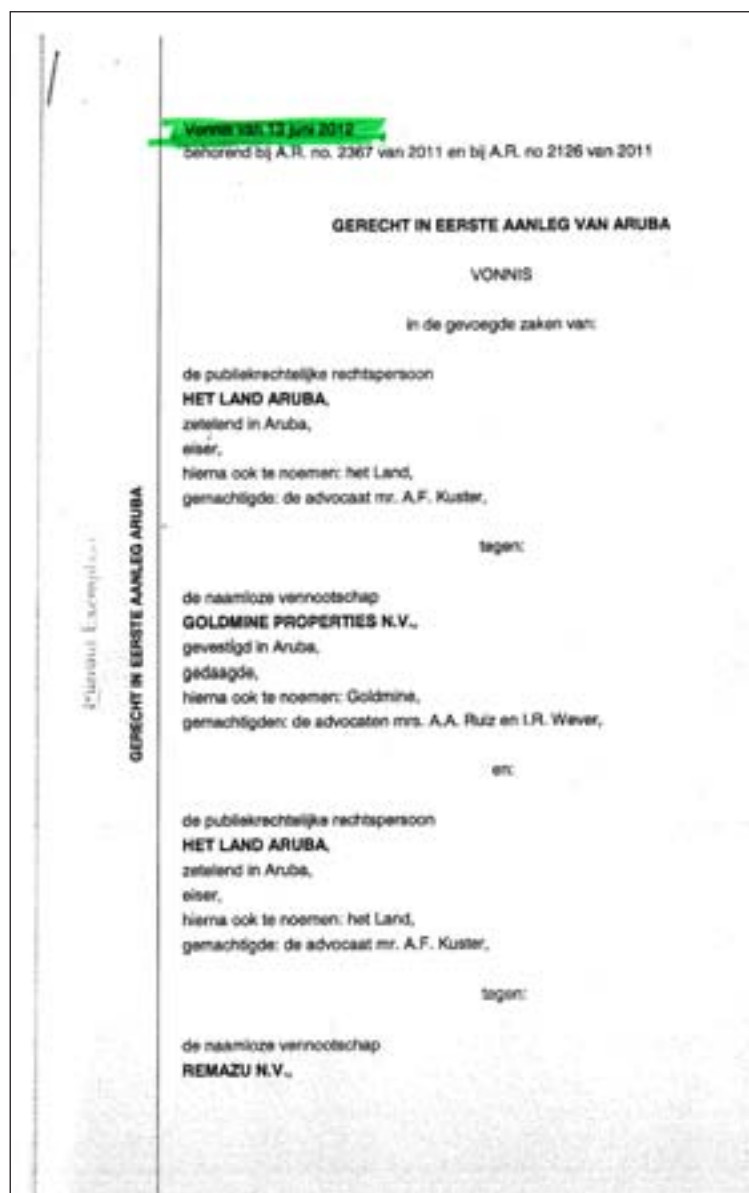 Vonnis van 13 juni 2012
behorend bij A.R. no. 2367 van 2011 en bij A.R. no 2126 van 2011
GERECHT IN EERSTE AANLEG VAN ARUBA
VONNIS
in de gevoegde zaken van:
de publiekrechtelijke rechtspersoon
HET LAND ARUBA,
zetelend in Aruba,
eiser,
hierna ook te noemen: het Land,
gemachtigde: de advocaat mr. A.F. Kuster,
tegen:
de naamloze vennootschap
GOLDMINE PROPERTIES N.V.,
gevestigd in Aruba,
gedaagde,
hierna ook te noemen: Goldmine,
gemachtigden: de advocaten mrs. A.A. Ruiz en I.R. Wever,
en:
de publiekrechtelijke rechtspersoon
HET LAND ARUBA,
zetelend in Aruba,
eiser,
hierna ook te noemen: het Land,
gemachtigde: de advocaat mr. A.F. Kuster,
tegen:
de naamloze vennootschap
REMAZU N.V.,
GERECHT IN EERSTE AANLEG ARUBA